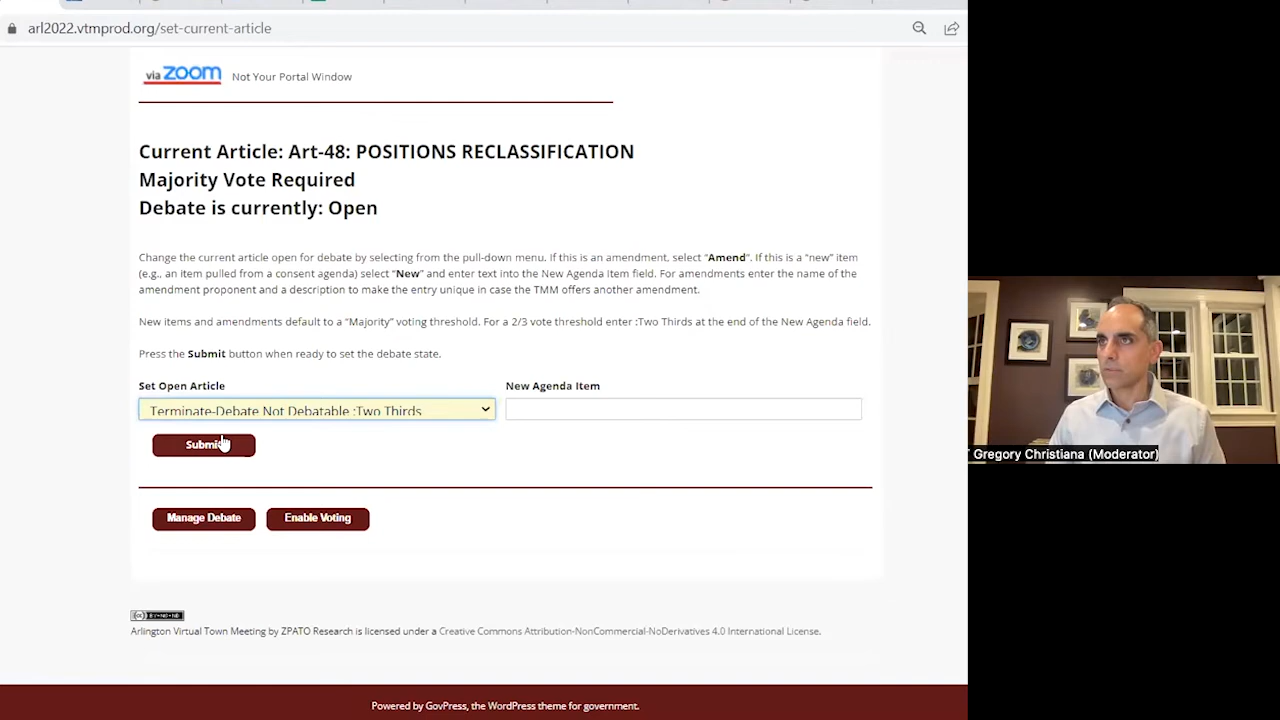 arl2022.vtmprod.org/set-current-article
via zoom Not Your Portal Window
Current Article: Art-48: POSITIONS RECLASSIFICATION
Majority Vote Required
Debate is currently: Open
Change the current article open for debate by selecting from the pull-down menu. If this is an amendment, select "Amend". If this is a "new" item
(e.g., an item pulled from a consent agenda) select "New" and enter text into the New Agenda Item field. For amendments enter the name of the
amendment proponent and a description to make the entry unique in case the TMM offers another amendment.
New items and amendments default to a "Majority" voting threshold. For a 2/3 vote threshold enter :Two Thirds at the end of the New Agenda field.
Press the Submit button when ready to set the debate state.
Set Open Article New Agenda Item
Terminate-Debate Not Debatable :Two Thirds
Submit
Manage Debate Enable Voting
Arlington Virtual Town Meeting by ZPATO Research is licensed under a Creative Commons Attribution-NonCommercial-NoDerivatives 4.0 International License.
Powered by GovPress, the WordPress theme for government.
Gregory Christiana (Moderator)